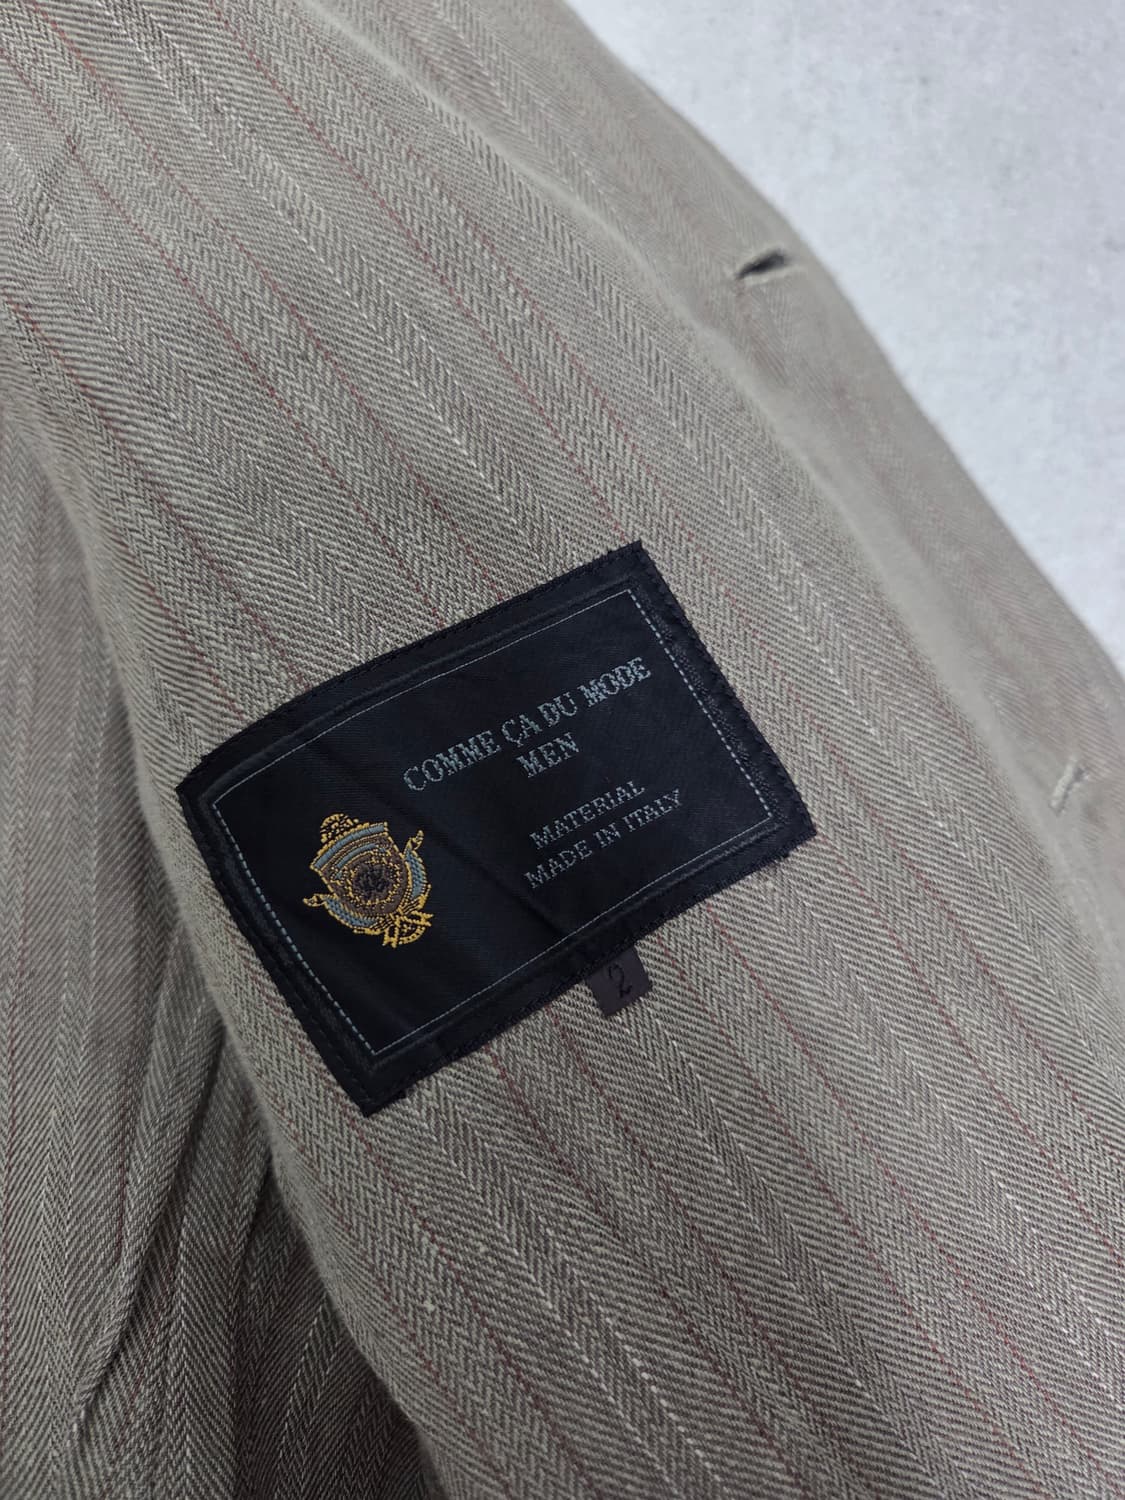 COMME ÇA DU MODE
MEN
MATERIAL
MADE IN ITALY
2